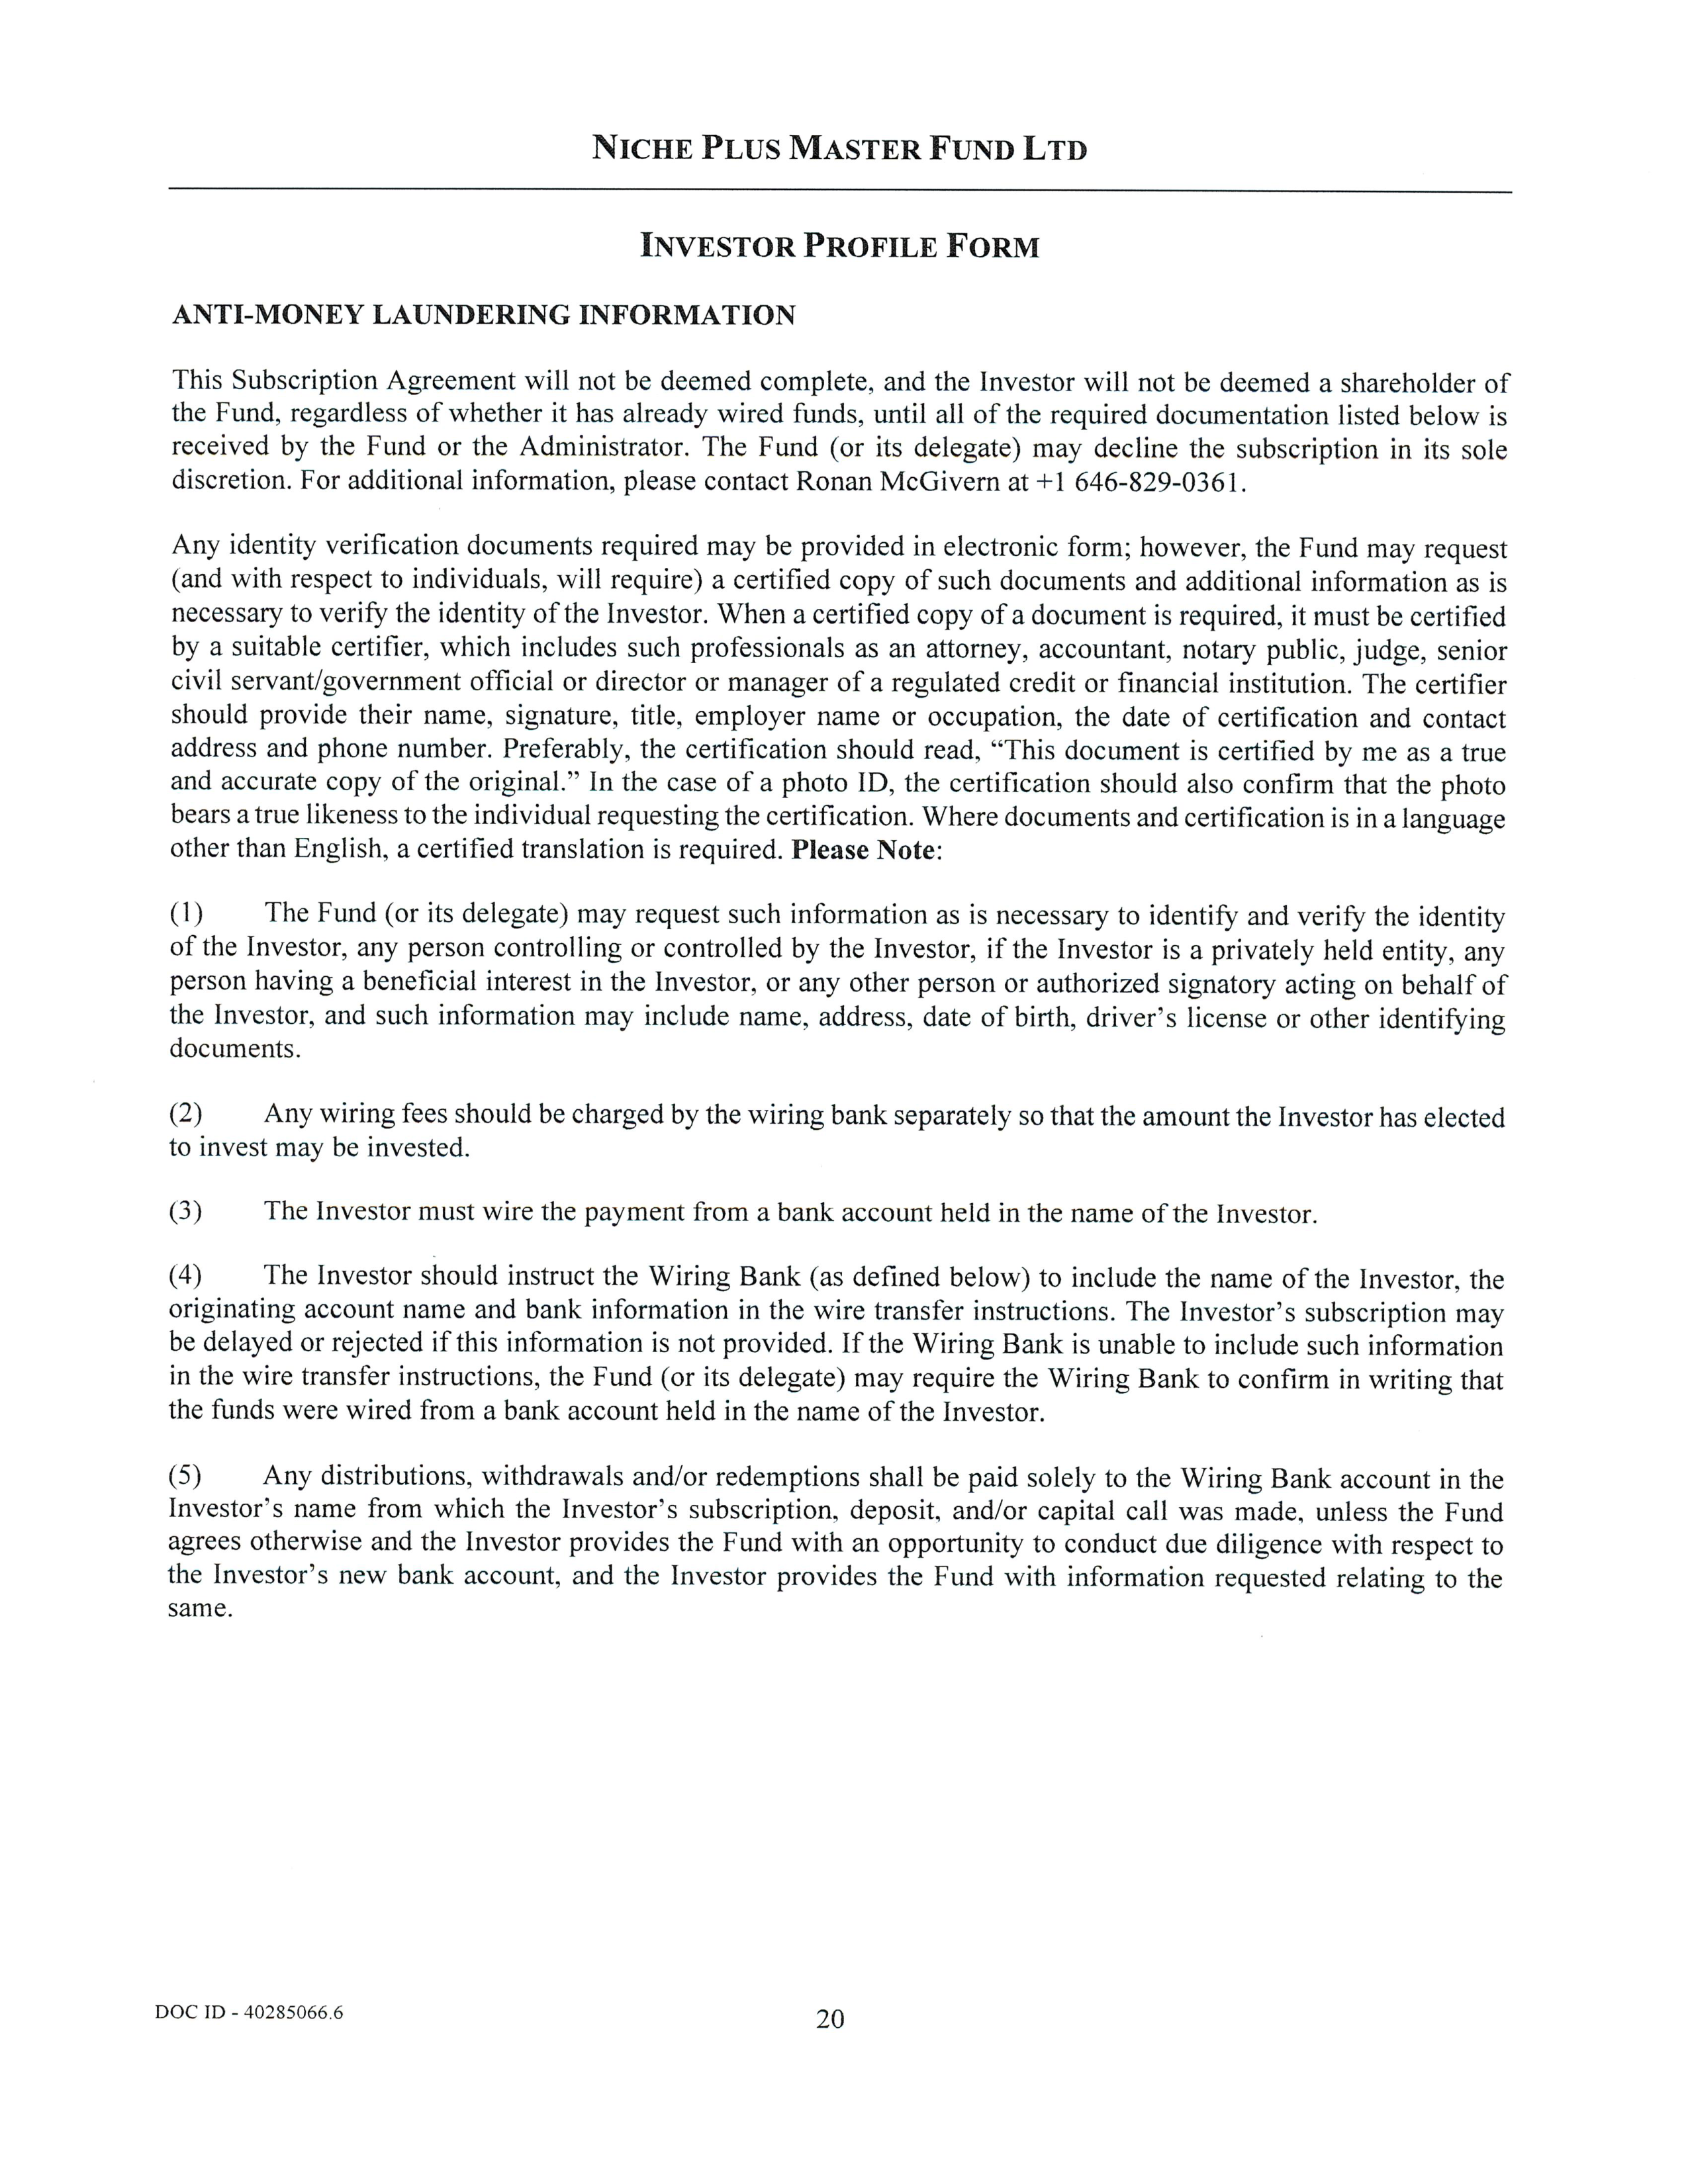 NICHE PLUS MASTER FUND LTD
INVESTOR PROFILE FORM
ANTI-MONEY LAUNDERING INFORMATION
This Subscription Agreement will not be deemed complete, and the Investor will not be deemed a shareholder of
the Fund, regardless of whether it has already wired funds, until all of the required documentation listed below is
received by the Fund or the Administrator. The Fund (or its delegate) may decline the subscription in its sole
discretion. For additional information, please contact Ronan McGivern at +1 646-829-0361.
Any identity verification documents required may be provided in electronic form; however, the Fund may request
(and with respect to individuals, will require) a certified copy of such documents and additional information as is
necessary to verify the identity of the Investor. When a certified copy of a document is required, it must be certified
by a suitable certifier, which includes such professionals as an attorney, accountant, notary public, judge, senior
civil servant/government official or director or manager of a regulated credit or financial institution. The certifier
should provide their name, signature, title, employer name or occupation, the date of certification and contact
address and phone number. Preferably, the certification should read, “This document is certified by me as a true
and accurate copy of the original.” In the case of a photo ID, the certification should also confirm that the photo
bears a true likeness to the individual requesting the certification. Where documents and certification is in a language
other than English, a certified translation is required. Please Note:
(1) The Fund (or its delegate) may request such information as is necessary to identify and verify the identity
of the Investor, any person controlling or controlled by the Investor, if the Investor is a privately held entity, any
person having a beneficial interest in the Investor, or any other person or authorized signatory acting on behalf of
the Investor, and such information may include name, address, date of birth, driver’s license or other identifying
documents.
(2) Any wiring fees should be charged by the wiring bank separately so that the amount the Investor has elected
to invest may be invested.
(3) The Investor must wire the payment from a bank account held in the name of the Investor.
(4) The Investor should instruct the Wiring Bank (as defined below) to include the name of the Investor, the
originating account name and bank information in the wire transfer instructions. The Investor’s subscription may
be delayed or rejected if this information is not provided. If the Wiring Bank is unable to include such information
in the wire transfer instructions, the Fund (or its delegate) may require the Wiring Bank to confirm in writing that
the funds were wired from a bank account held in the name of the Investor.
(5) Any distributions, withdrawals and/or redemptions shall be paid solely to the Wiring Bank account in the
Investor’s name from which the Investor’s subscription, deposit, and/or capital call was made, unless the Fund
agrees otherwise and the Investor provides the Fund with an opportunity to conduct due diligence with respect to
the Investor’s new bank account, and the Investor provides the Fund with information requested relating to the
same.
DOC ID - 40285066.6
20